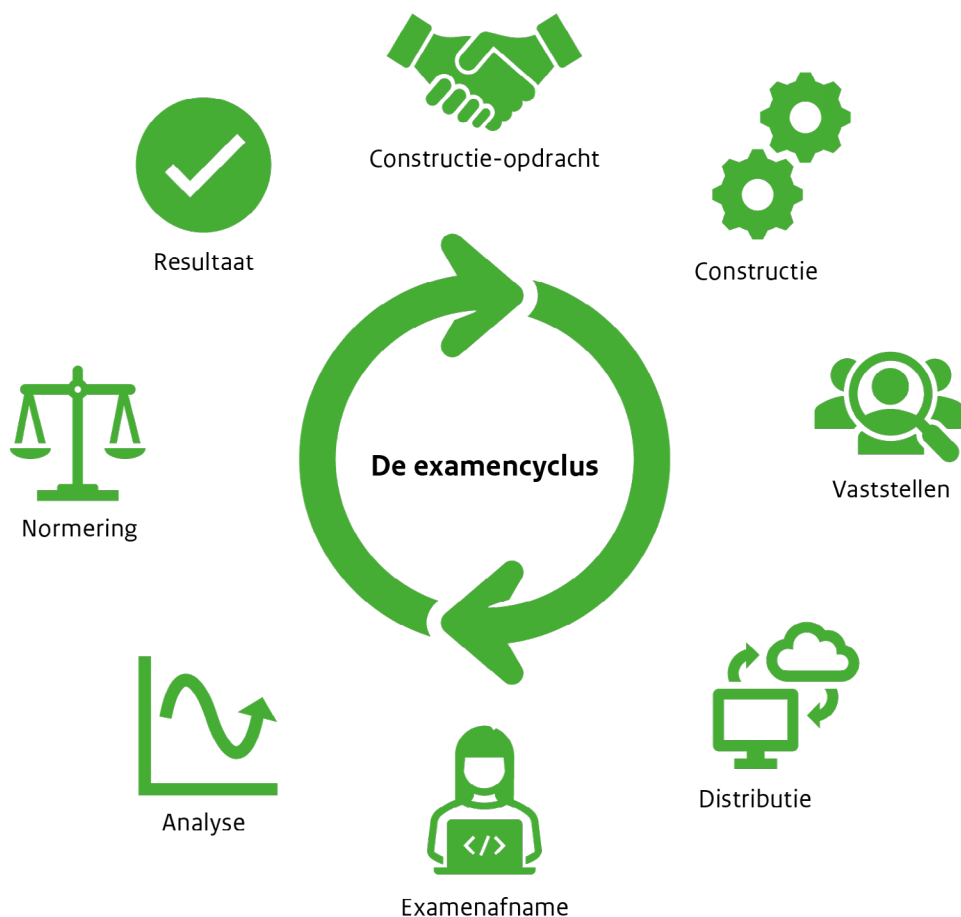 Constructie-opdracht
Constructie
Vaststellen
Distributie
Examenafname
Analyse
Normering
Resultaat
De examencyclus
</>